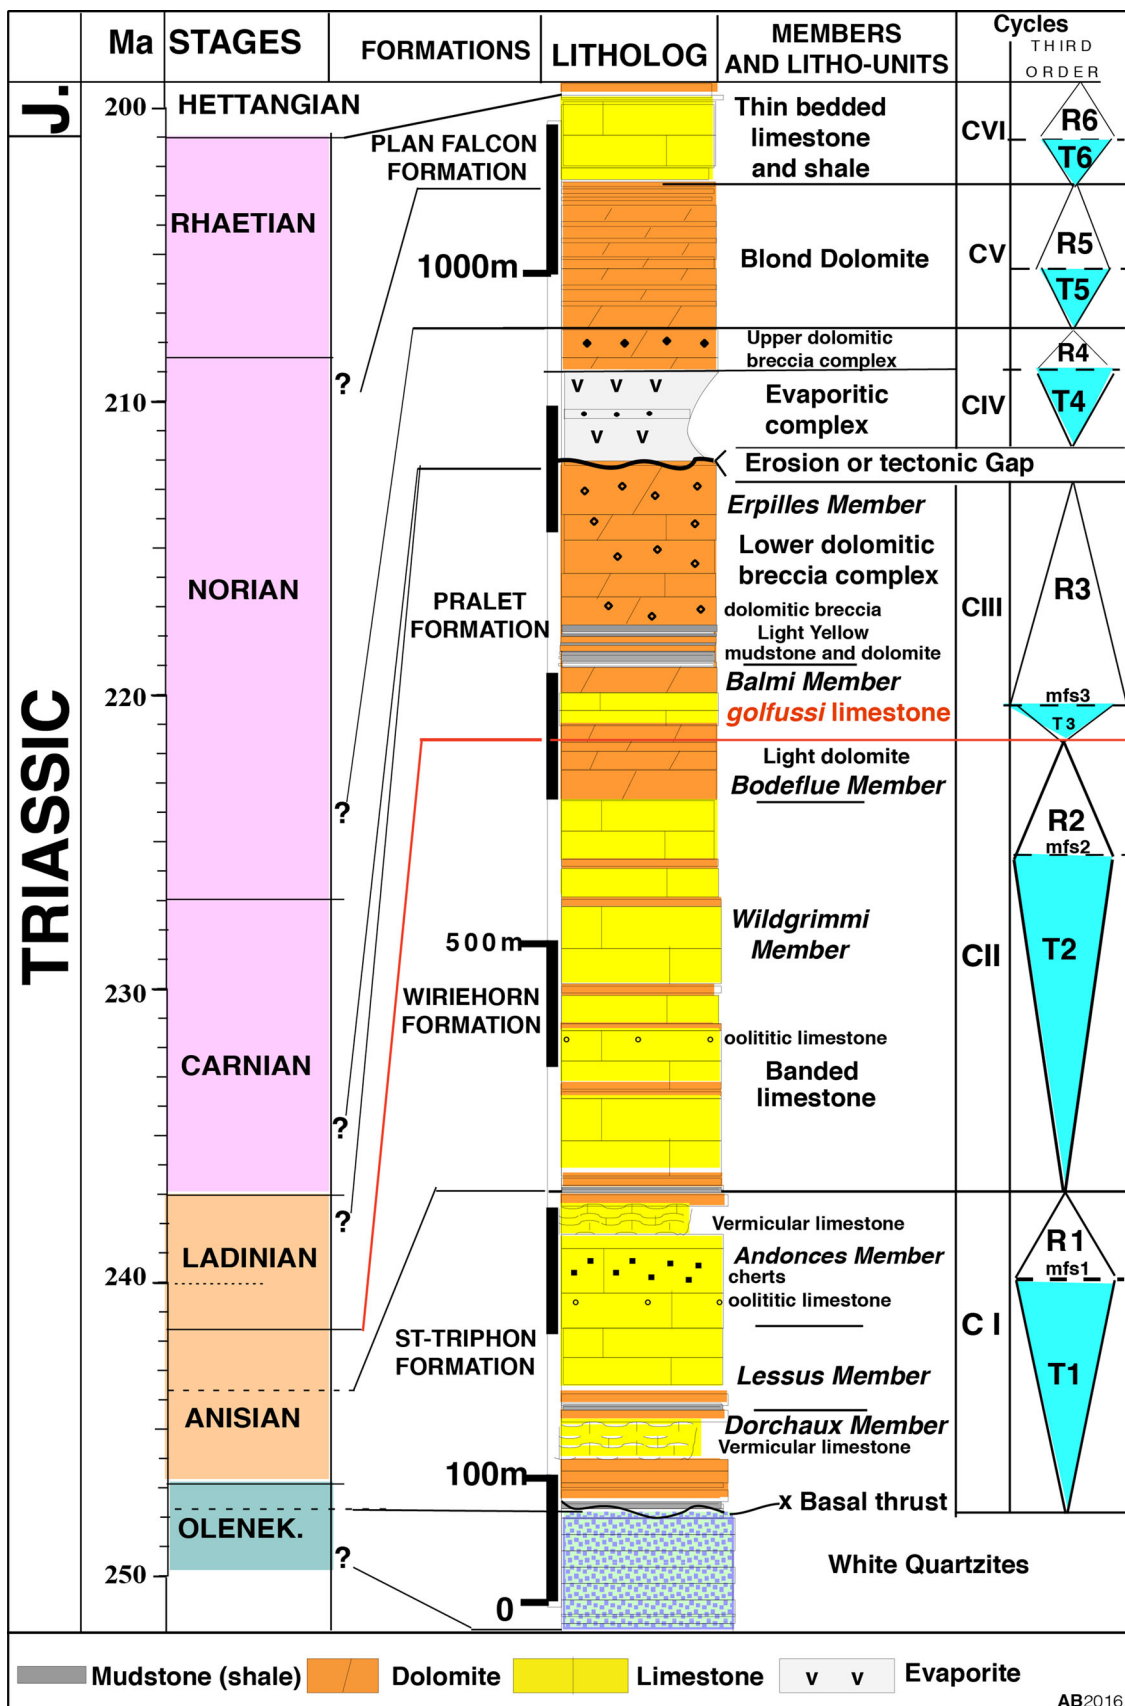 Cycles
Ma
STAGES
FORMATIONS
LITHOLOG
MEMBERS
AND LITHO-UNITS
THIRD
ORDER
J.
TRIASSIC
200
210
220
230
240
250
HETTANGIAN
RHAETIAN
NORIAN
CARNIAN
LADINIAN
ANISIAN
OLENEK.
?
?
?
?
?
PLAN FALCON
FORMATION
1000m
PRALET
FORMATION
500m
WIRIEHORN
FORMATION
ST-TRIPHON
FORMATION
100m
0
v v v
v v
Thin bedded
limestone
and shale
Blond Dolomite
Upper dolomitic
breccia complex
Evaporitic
complex
Erosion or tectonic Gap
Erpilles Member
Lower dolomitic
breccia complex
dolomitic breccia
Light Yellow
mudstone and dolomite
Balmi Member
golfussi limestone
Light dolomite
Bodeflue Member
Wildgrimmi
Member
oolititic limestone
Banded
limestone
Vermicular limestone
Andonces Member
cherts
oolititic limestone
Lessus Member
Dorchaux Member
Vermicular limestone
x Basal thrust
White Quartzites
CVI
CV
CIV
CIII
CII
C I
R6
T6
R5
T5
R4
T4
R3
mfs3
T3
R2
mfs2
T2
R1
mfs1
T1
Mudstone (shale)
Dolomite
Limestone
v v
Evaporite
AB2016